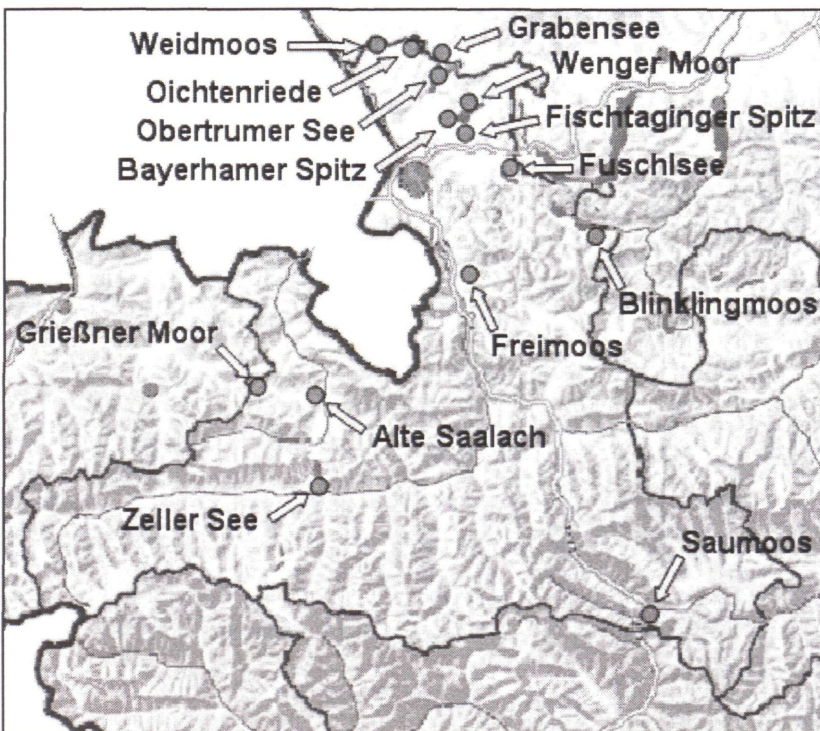 Weidmoos
Grabensee
Wenger Moor
Oichtenriede
Obertrumer See
Fischtaginger Spitz
Bayerhamer Spitz
Fuschlsee
Blinklingmoos
Grießner Moor
Freimoos
Alte Saalach
Zeller See
Saumoos